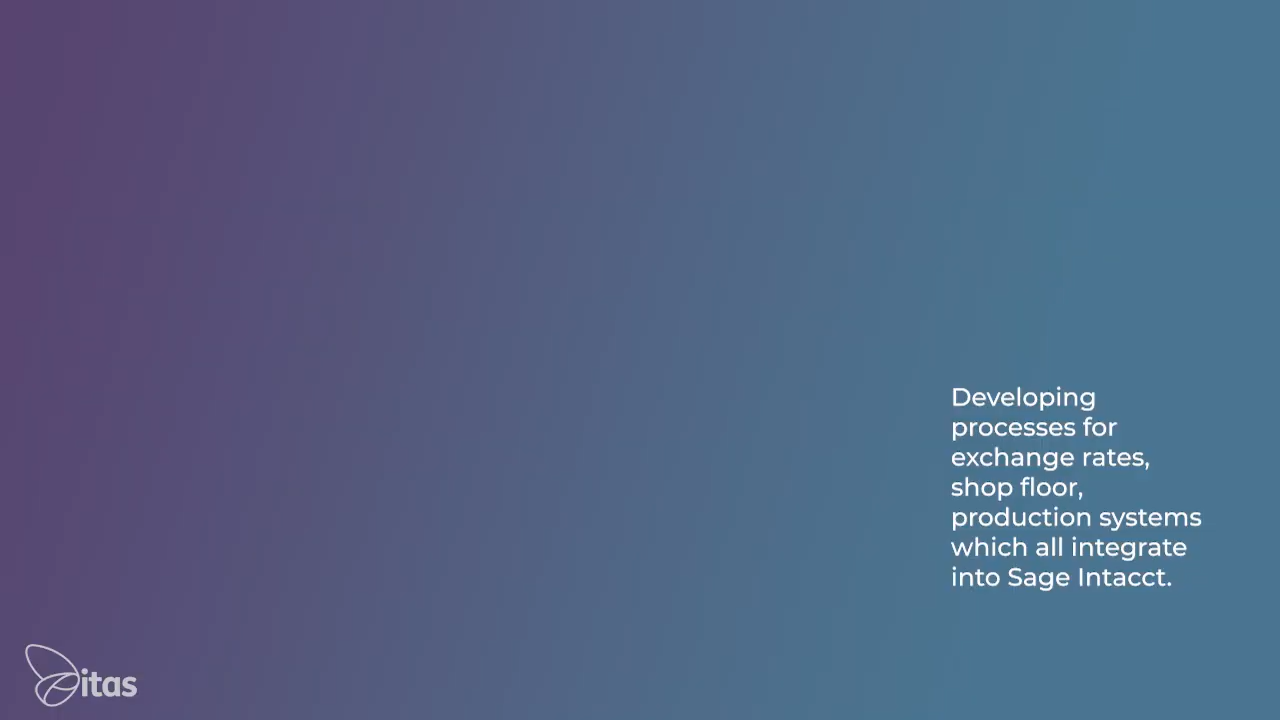 Developing
processes for
exchange rates,
shop floor,
production systems
which all integrate
into Sage Intacct.
itas